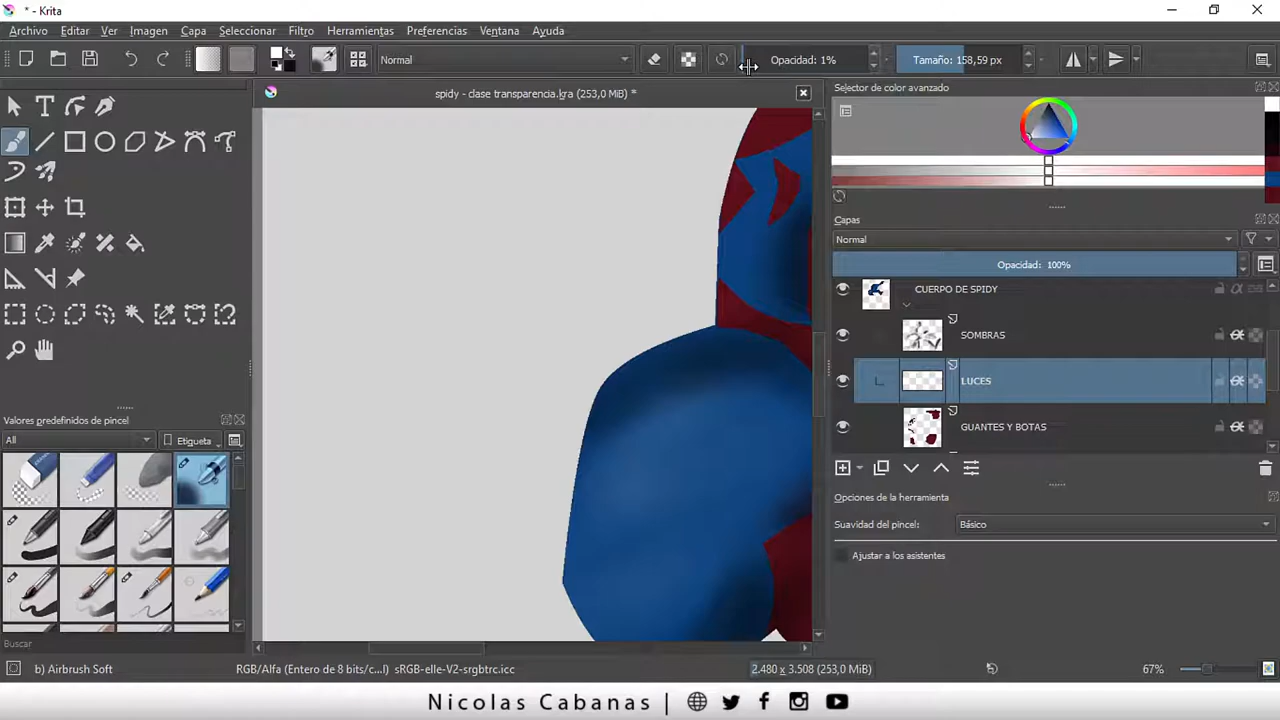 * - Krita
Archivo Editar Ver Imagen Capa Seleccionar Filtro Herramientas Preferencias Ventana Ayuda
Normal Opacidad: 1% Tamaño: 158,59 px
spidy - clase transparencia.kra (253,0 MiB) *
Selector de color avanzado
Capas
Normal
Opacidad: 100%
CUERPO DE SPIDY
SOMBRAS
LUCES
GUANTES Y BOTAS
Valores predefinidos de pincel
All Etiqueta
Buscar
Opciones de la herramienta
Suavidad del pincel: Básico
Ajustar a los asistentes
b) Airbrush Soft RGB/Alfa (Entero de 8 bits/c...l) sRGB-elle-V2-srgbtrc.icc 2.480 x 3.508 (253,0 MiB) 67%
Nicolas Cabanas |